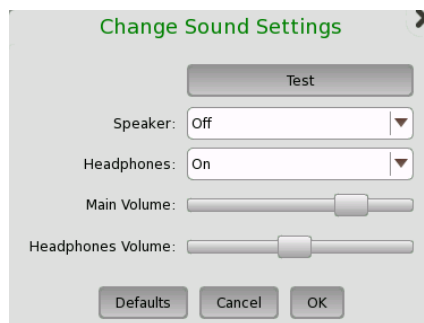 Change Sound Settings
Test
Speaker: Off
Headphones: On
Main Volume:
Headphones Volume:
Defaults Cancel OK